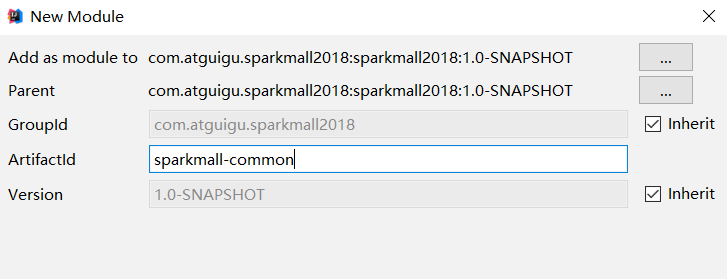 New Module
Add as module to com.atguigu.sparkmall2018:sparkmall2018:1.0-SNAPSHOT ...
Parent com.atguigu.sparkmall2018:sparkmall2018:1.0-SNAPSHOT ...
GroupId com.atguigu.sparkmall2018 Inherit
ArtifactId sparkmall-common
Version 1.0-SNAPSHOT Inherit